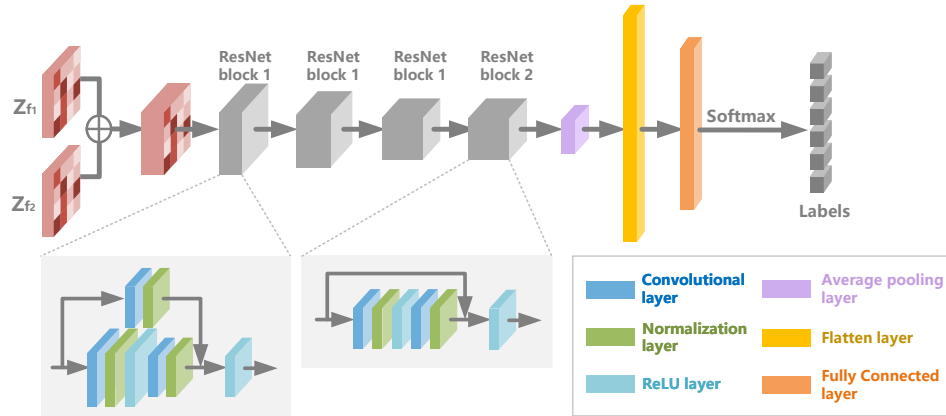 ResNet
block 1
ResNet
block 1
ResNet
block 1
ResNet
block 2
Zf1
Zf2
Softmax
Labels
Convolutional
layer
Average pooling
layer
Normalization
layer
Flatten layer
ReLU layer
Fully Connected
layer